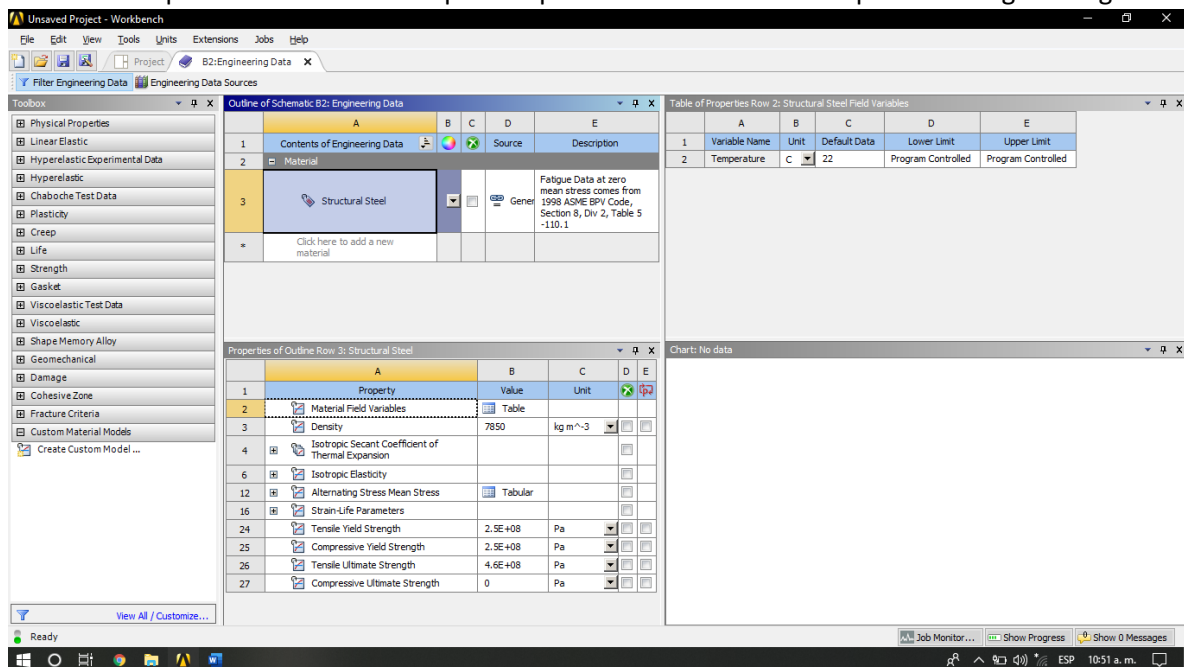 Unsaved Project - Workbench
File Edit View Tools Units Extensions Jobs Help
Project B2:Engineering Data
Filter Engineering Data Engineering Data Sources
Toolbox
Physical Properties
Linear Elastic
Hyperelastic Experimental Data
Hyperelastic
Chaboche Test Data
Plasticity
Creep
Life
Strength
Gasket
Viscoelastic Test Data
Viscoelastic
Shape Memory Alloy
Geomechanical
Damage
Cohesive Zone
Fracture Criteria
Custom Material Models
Create Custom Model ...
View All / Customize...
Outline of Schematic B2: Engineering Data
A B C D E
1 Contents of Engineering Data Source Description
2 Material
3 Structural Steel Gener
Fatigue Data at zero
mean stress comes from
1998 ASME BPV Code,
Section 8, Div 2, Table 5
-110.1
* Click here to add a new
material
Properties of Outline Row 3: Structural Steel
A B C D E
1 Property Value Unit
2 Material Field Variables Table
3 Density 7850 kg m^-3
4 Isotropic Secant Coefficient of
Thermal Expansion
6 Isotropic Elasticity
12 Alternating Stress Mean Stress Tabular
16 Strain-Life Parameters
24 Tensile Yield Strength 2.5E+08 Pa
25 Compressive Yield Strength 2.5E+08 Pa
26 Tensile Ultimate Strength 4.6E+08 Pa
27 Compressive Ultimate Strength 0 Pa
Table of Properties Row 2: Structural Steel Field Variables
A B C D E
1 Variable Name Unit Default Data Lower Limit Upper Limit
2 Temperature C 22 Program Controlled Program Controlled
Chart: No data
Ready
Job Monitor... Show Progress Show 0 Messages
ESP 10:51 a. m.